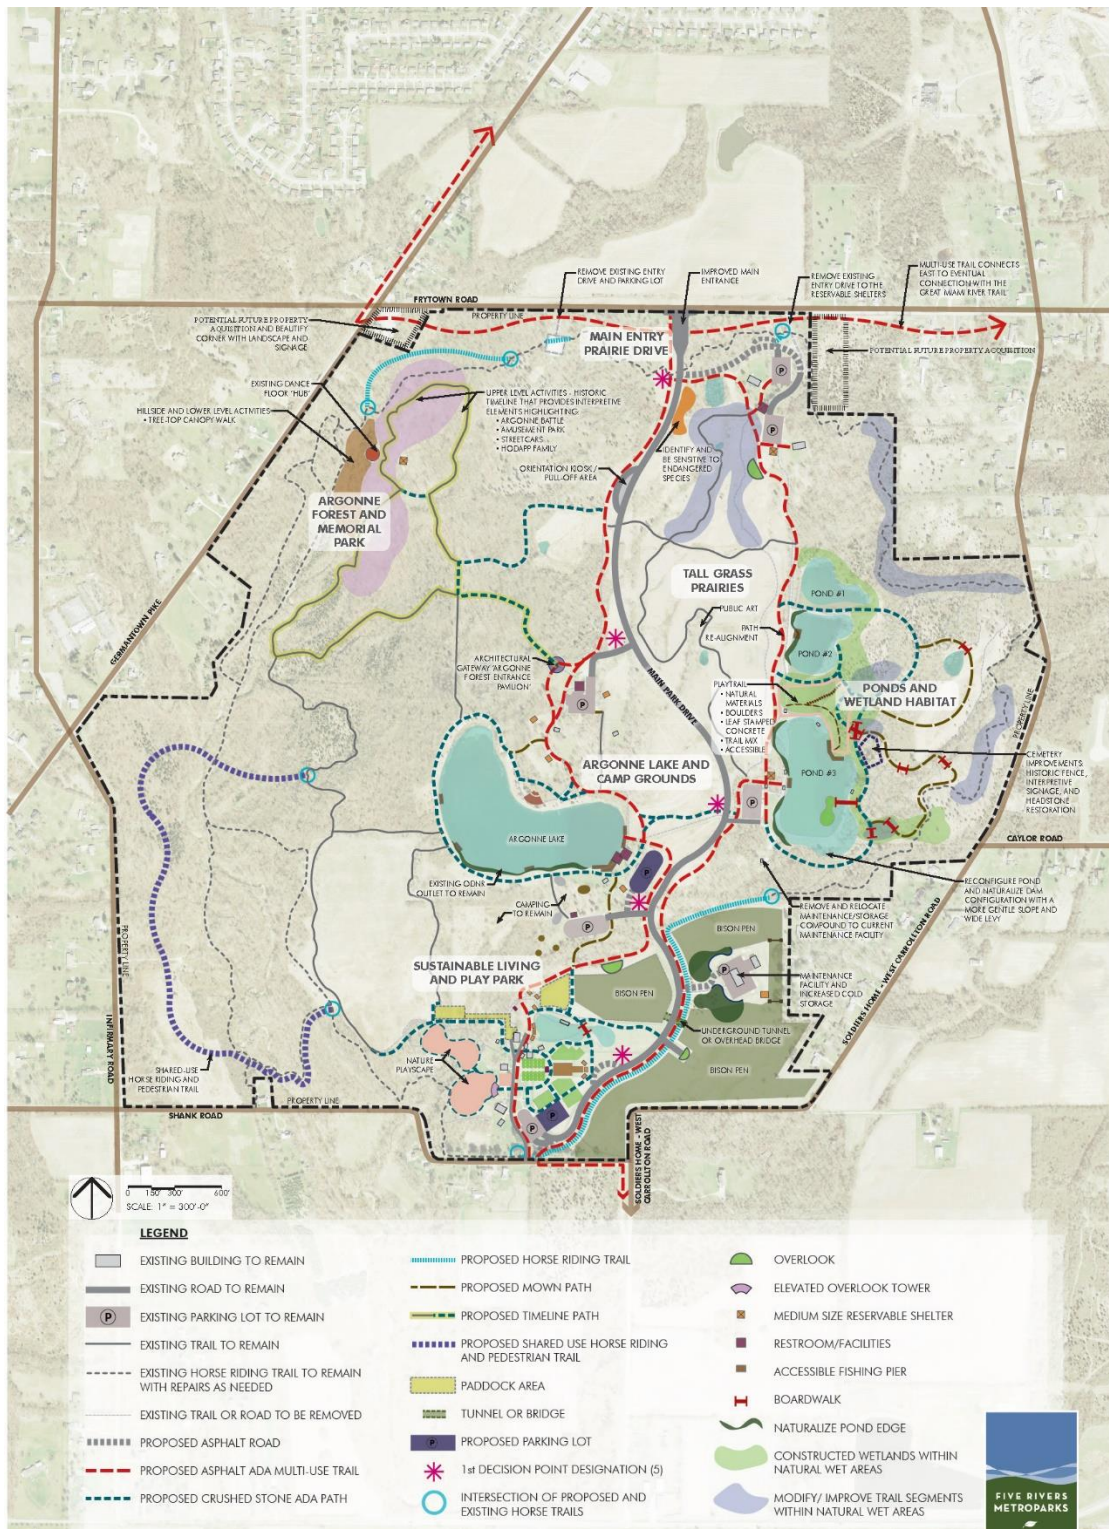 REMOVE EXISTING ENTRY
DRIVE AND PARKING LOT
IMPROVED MAIN
ENTRANCE
REMOVE EXISTING
ENTRY DRIVE TO THE
RESERVABLE SHELTERS
MULTI-USE TRAIL CONNECTS
EAST TO EVENTUAL
CONNECTION WITH THE
GREAT MIAMI RIVER TRAIL
FRYTOWN ROAD
PROPERTY LINE
POTENTIAL FUTURE PROPERTY
ACQUISITION AND BEAUTIFY
CORNER WITH LANDSCAPE AND
SIGNAGE
MAIN ENTRY
PRAIRIE DRIVE
POTENTIAL FUTURE PROPERTY ACQUISITION
EXISTING DANCE
FLOOR 'HUB'
HILLSIDE AND LOWER LEVEL ACTIVITIES
• TREE-TOP CANOPY WALK
UPPER LEVEL ACTIVITIES - HISTORIC
TIMELINE THAT PROVIDES INTERPRETIVE
ELEMENTS HIGHLIGHTING:
• ARGONNE BATTLE
• AMUSEMENT PARK
• STREETCARS
• HODAPP FAMILY
IDENTIFY AND
BE SENSITIVE TO
ENDANGERED
SPECIES
ORIENTATION KIOSK /
PULL-OFF AREA
ARGONNE
FOREST AND
MEMORIAL
PARK
TALL GRASS
PRAIRIES
POND #1
PUBLIC ART
PATH
RE-ALIGNMENT
POND #2
GERMANTOWN PIKE
ARCHITECTURAL
GATEWAY 'ARGONNE
FOREST ENTRANCE
PAVILION'
MAIN PARK DRIVE
PLAYTRAIL
• NATURAL
MATERIALS
• BOULDERS
• LEAF STAMPED
CONCRETE
• TRAIL MIX
• ACCESSIBLE
PONDS AND
WETLAND HABITAT
PROPERTY LINE
P
ARGONNE LAKE AND
CAMP GROUNDS
POND #3
CEMETERY
IMPROVEMENTS:
HISTORIC FENCE,
INTERPRETIVE
SIGNAGE, AND
HEADSTONE
RESTORATION
P
ARGONNE LAKE
CAYLOR ROAD
EXISTING ODNR
OUTLET TO REMAIN
P
CAMPING
TO REMAIN
REMOVE AND RELOCATE
MAINTENANCE/STORAGE
COMPOUND TO CURRENT
MAINTENANCE FACILITY
RECONFIGURE POND
AND NATURALIZE DAM
CONFIGURATION WITH A
MORE GENTLE SLOPE AND
WIDE LEVY
P
BISON PEN
PROPERTY LINE
SUSTAINABLE LIVING
AND PLAY PARK
P
MAINTENANCE
FACILITY AND
INCREASED COLD
STORAGE
BISON PEN
SOLDIERS HOME - WEST CARROLLTON ROAD
INFIRMARY ROAD
UNDERGROUND TUNNEL
OR OVERHEAD BRIDGE
SHARED-USE
HORSE RIDING AND
PEDESTRIAN TRAIL
NATURE
PLAYSCAPE
BISON PEN
PROPERTY LINE
SHANK ROAD
P
P
SOLDIERS HOME - WEST
CARROLLTON ROAD
0 150' 300' 600'
SCALE: 1" = 300'-0"
LEGEND
EXISTING BUILDING TO REMAIN
EXISTING ROAD TO REMAIN
P EXISTING PARKING LOT TO REMAIN
EXISTING TRAIL TO REMAIN
EXISTING HORSE RIDING TRAIL TO REMAIN
WITH REPAIRS AS NEEDED
EXISTING TRAIL OR ROAD TO BE REMOVED
PROPOSED ASPHALT ROAD
PROPOSED ASPHALT ADA MULTI-USE TRAIL
PROPOSED CRUSHED STONE ADA PATH
PROPOSED HORSE RIDING TRAIL
PROPOSED MOWN PATH
PROPOSED TIMELINE PATH
PROPOSED SHARED USE HORSE RIDING
AND PEDESTRIAN TRAIL
PADDOCK AREA
TUNNEL OR BRIDGE
P PROPOSED PARKING LOT
1st DECISION POINT DESIGNATION (5)
INTERSECTION OF PROPOSED AND
EXISTING HORSE TRAILS
OVERLOOK
ELEVATED OVERLOOK TOWER
MEDIUM SIZE RESERVABLE SHELTER
RESTROOM/FACILITIES
ACCESSIBLE FISHING PIER
BOARDWALK
NATURALIZE POND EDGE
CONSTRUCTED WETLANDS WITHIN
NATURAL WET AREAS
MODIFY/ IMPROVE TRAIL SEGMENTS
WITHIN NATURAL WET AREAS
FIVE RIVERS
METROPARKS